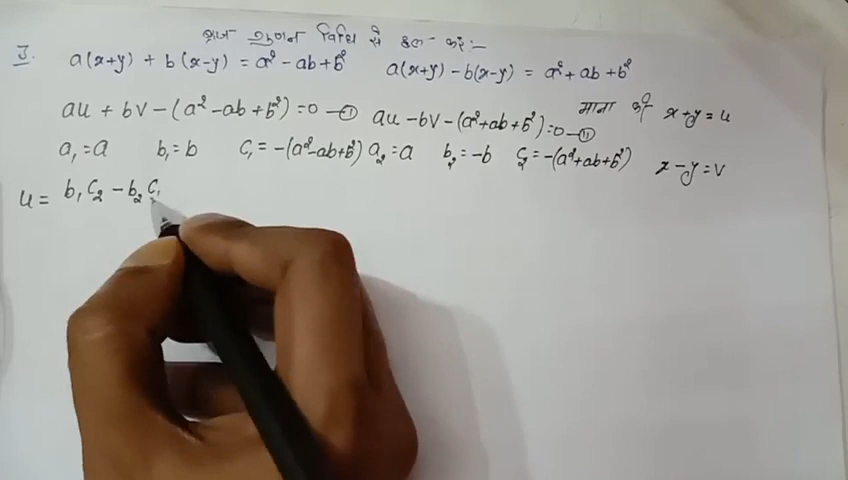 बज्र गुणन विधि से हल करें:-
3. a(x+y) + b(x-y) = a² - ab + b² a(x+y) - b(x-y) = a² + ab + b²
au + bv - (a² - ab + b²) = 0 —(i) au - bv - (a² + ab + b²) = 0 —(ii) माना की x+y = u
a₁ = a b₁ = b c₁ = -(a² - ab + b²) a₂ = a b₂ = -b c₂ = -(a² + ab + b²) x - y = v
u = b₁c₂ - b₂c₁